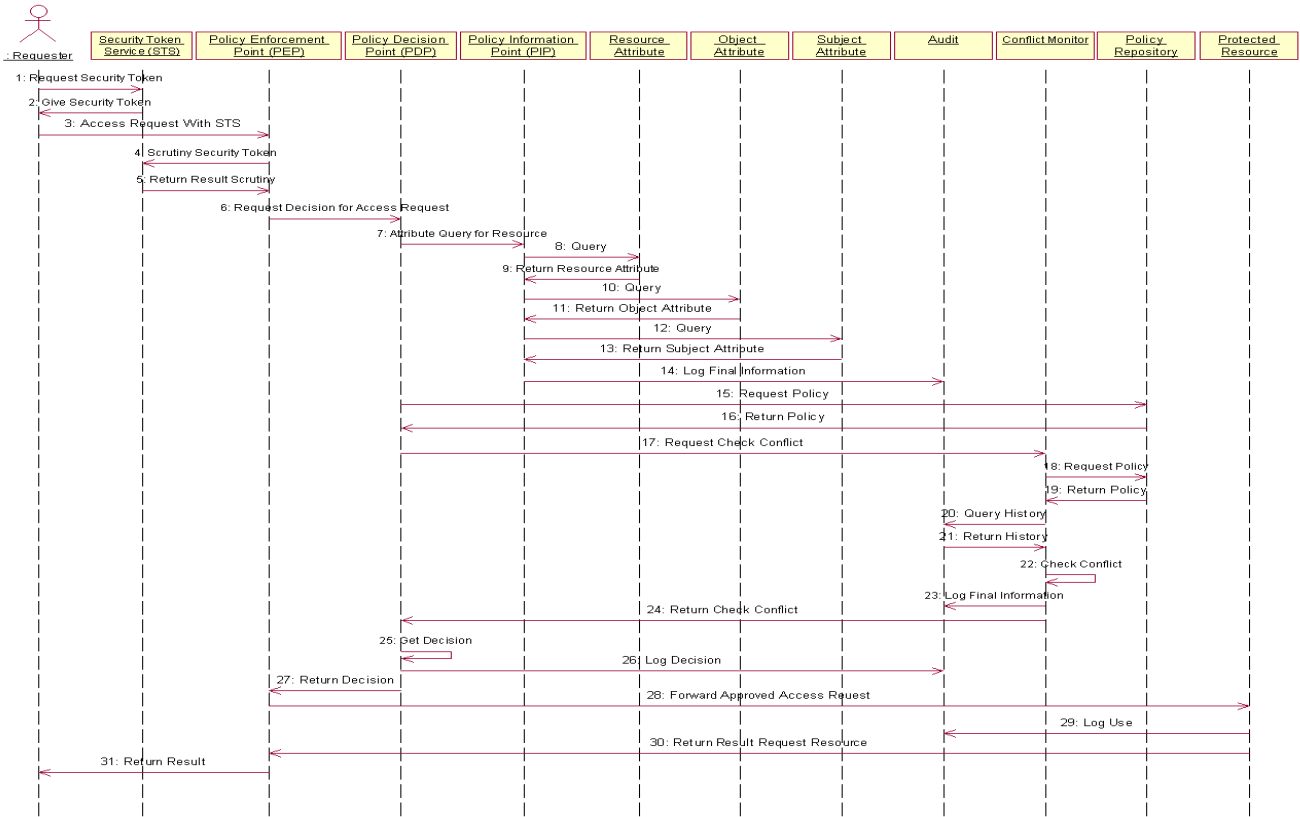 : Requester
Security Token
Service (STS)
Policy Enforcement
Point (PEP)
Policy Decision
Point (PDP)
Policy Information
Point (PIP)
Resource
Attribute
Object
Attribute
Subject
Attribute
Audit
Conflict Monitor
Policy
Repository
Protected
Resource
1: Request Security Token
2: Give Security Token
3: Access Request With STS
4: Scrutiny Security Token
5: Return Result Scrutiny
6: Request Decision for Access Request
7: Attribute Query for Resource
8: Query
9: Return Resource Attribute
10: Query
11: Return Object Attribute
12: Query
13: Return Subject Attribute
14: Log Final Information
15: Request Policy
16: Return Policy
17: Request Check Conflict
18: Request Policy
19: Return Policy
20: Query History
21: Return History
22: Check Conflict
23: Log Final Information
24: Return Check Conflict
25: Get Decision
26: Log Decision
27: Return Decision
28: Forward Approved Access Reuest
29: Log Use
30: Return Result Request Resource
31: Return Result